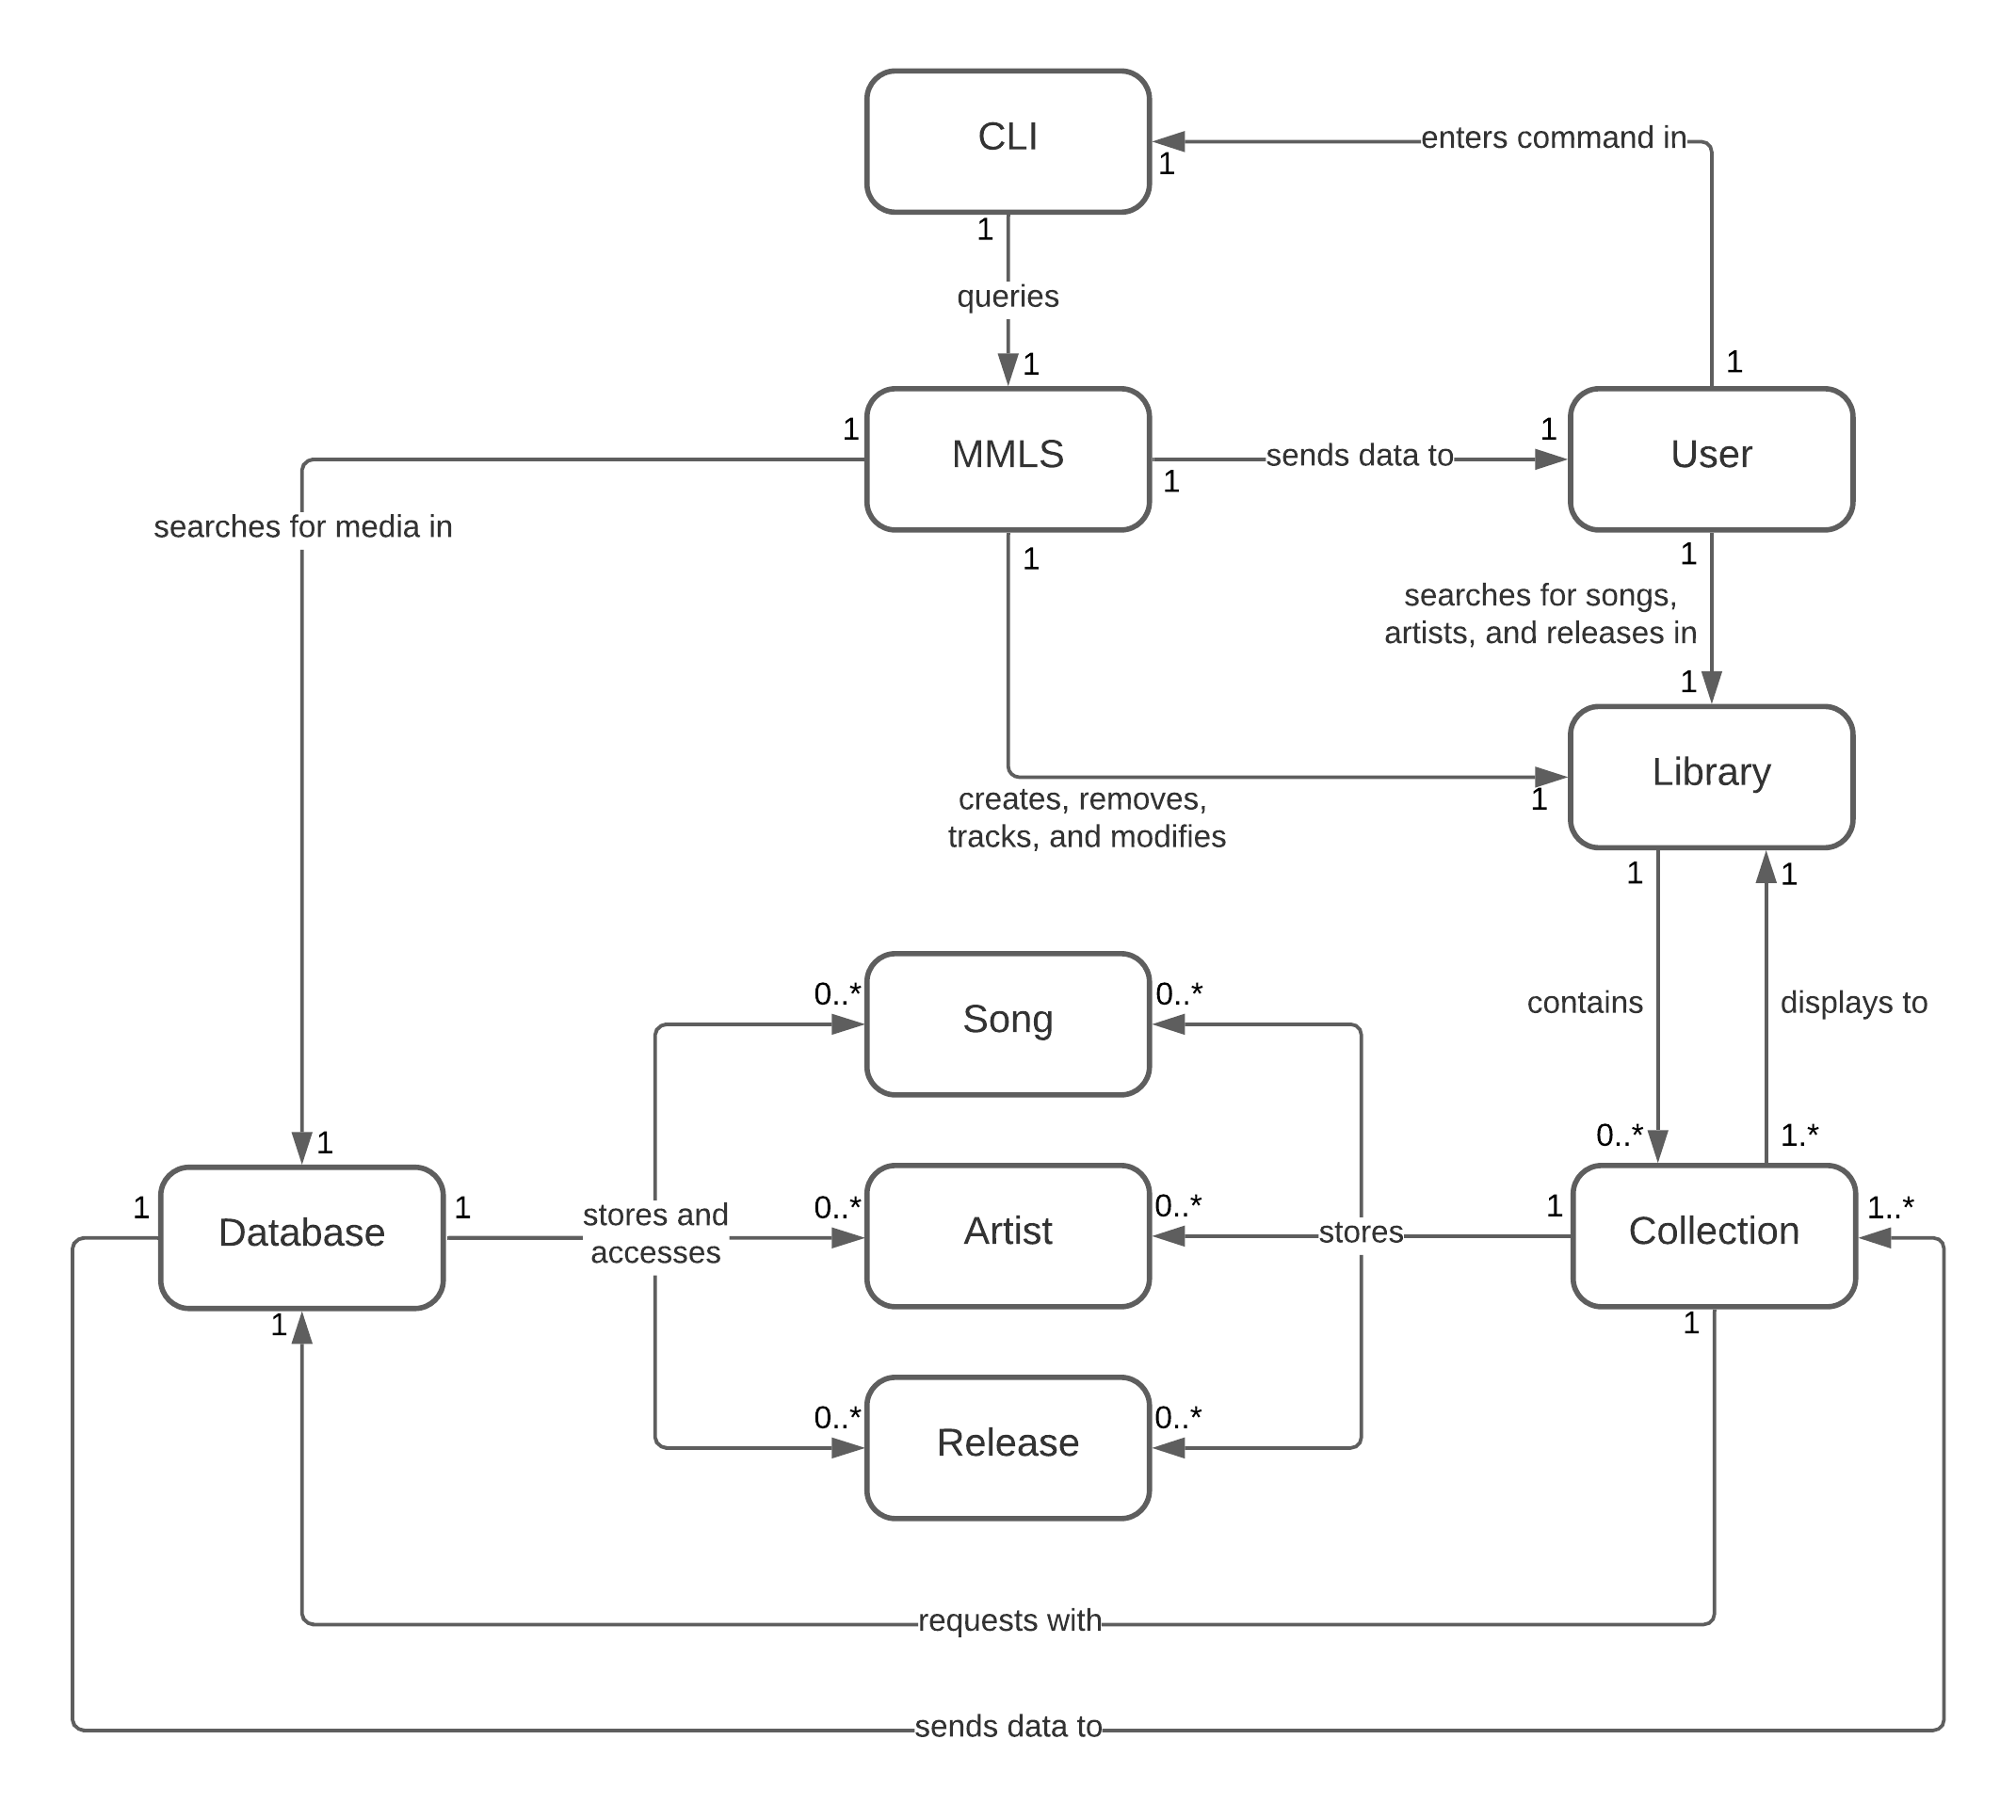 CLI
enters command in
1
1
queries
1
1
1
MMLS
sends data to
1
User
1
searches for media in
1
1
searches for songs,
artists, and releases in
1
Library
creates, removes,
tracks, and modifies
1
1
1
0..*
Song
0..*
contains
displays to
1
0..*
1.*
1
Database
1
stores and
accesses
0..*
Artist
0..*
stores
1
Collection
1..*
1
1
0..*
Release
0..*
requests with
sends data to